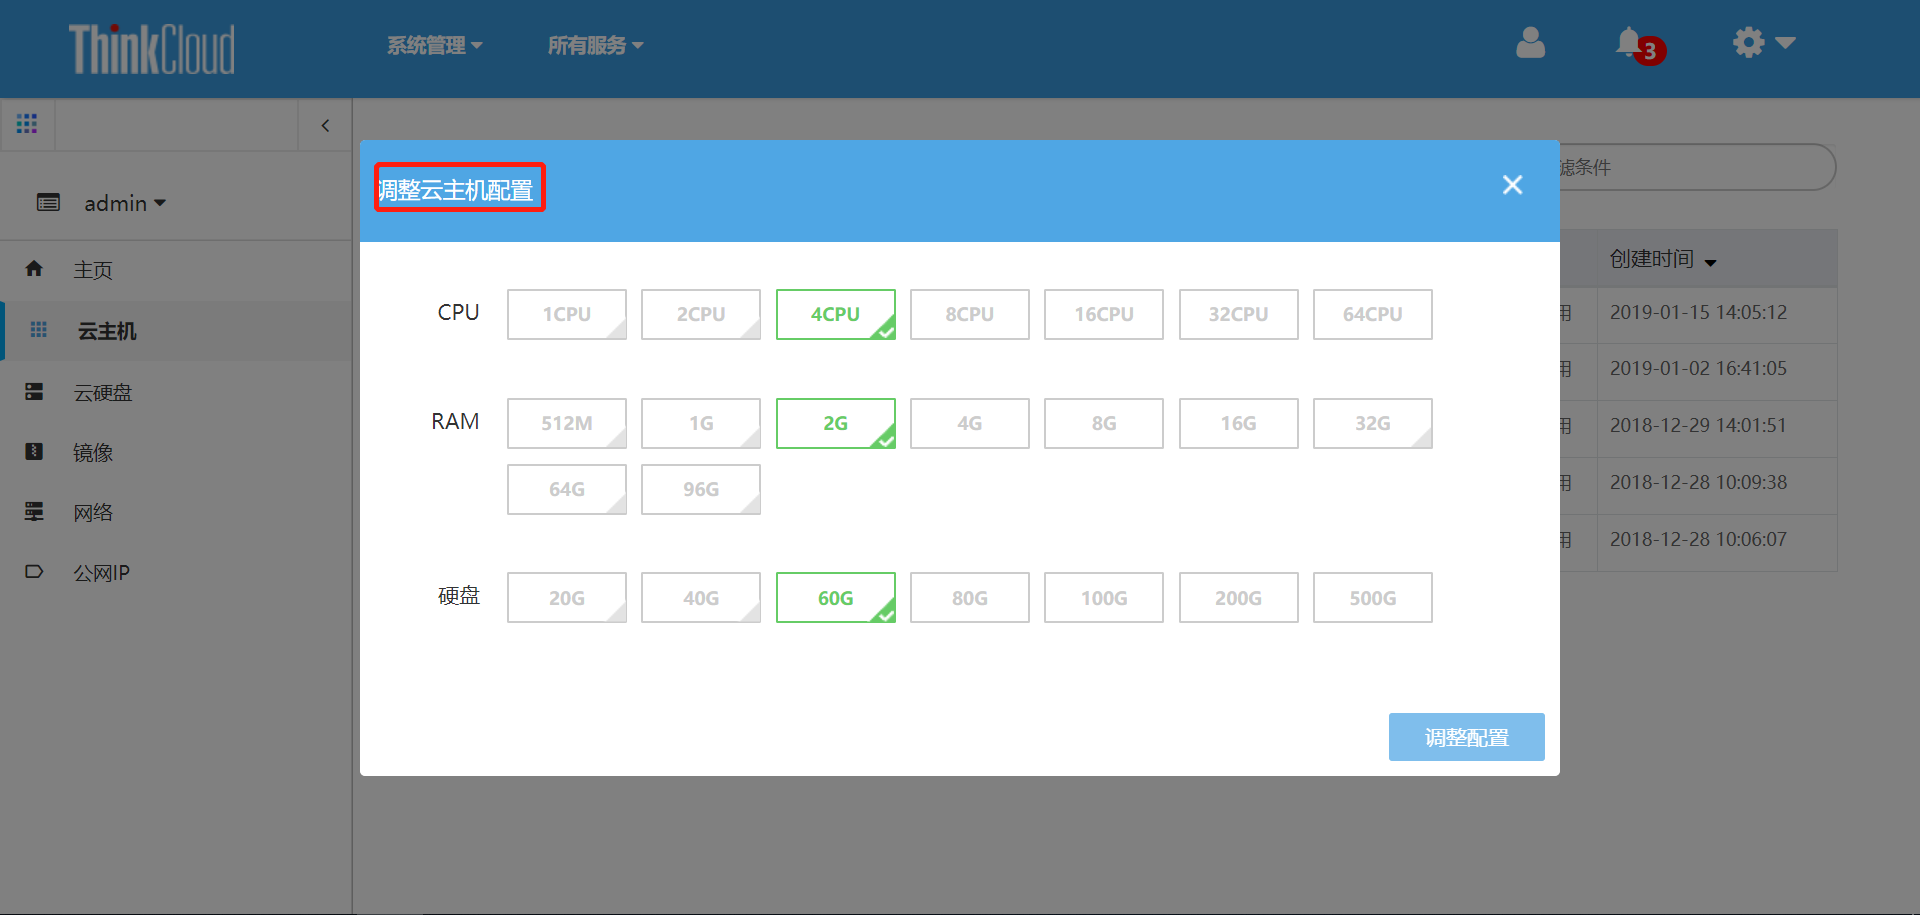 ThinkCloud
系统管理
所有服务
3
admin
主页
云主机
云硬盘
镜像
网络
公网IP
调整云主机配置
滤条件
创建时间
用 2019-01-15 14:05:12
用 2019-01-02 16:41:05
用 2018-12-29 14:01:51
用 2018-12-28 10:09:38
用 2018-12-28 10:06:07
CPU 1CPU 2CPU 4CPU 8CPU 16CPU 32CPU 64CPU
RAM 512M 1G 2G 4G 8G 16G 32G
64G 96G
硬盘 20G 40G 60G 80G 100G 200G 500G
调整配置